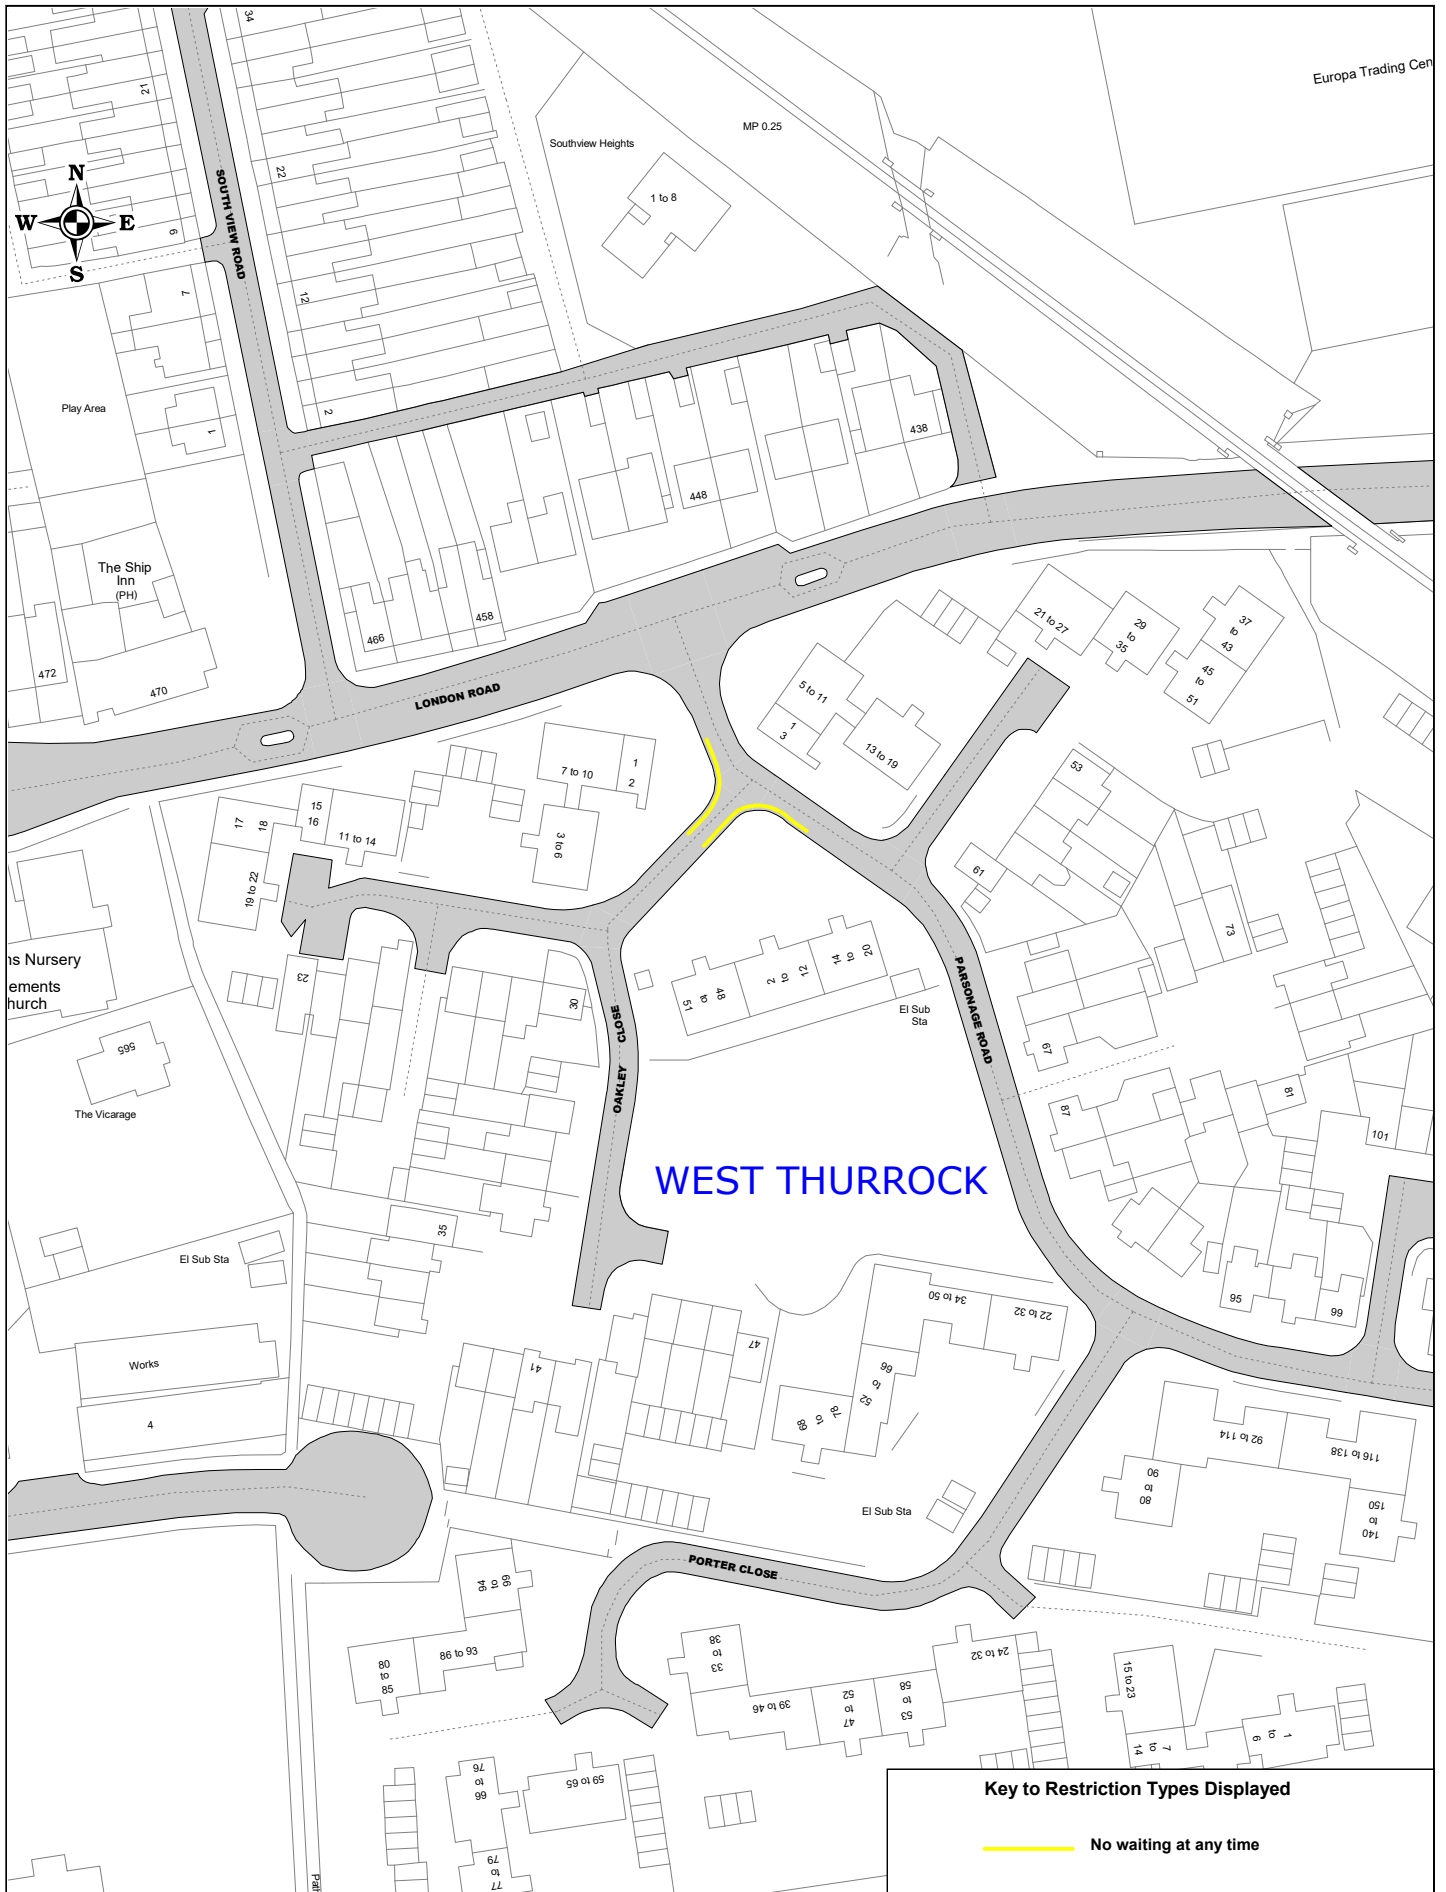 34
21
22
Europa Trading Cen
MP 0.25
Southview Heights
1 to 8
N
W E
S
SOUTH VIEW ROAD
9
7
12
2
Play Area
1
438
448
458
466
The Ship
Inn
(PH)
472
470
LONDON ROAD
21 to 27
29
to
35
37
to
43
45
to
51
5 to 11
1
3
13 to 19
53
61
73
7 to 10
1
2
3 to 6
15
16
11 to 14
17
18
19 to 22
23
30
ns Nursery
ements
hurch
565
The Vicarage
OAKLEY CLOSE
51
to
48
2
to
12
14
to
20
El Sub
Sta
PARSONAGE ROAD
67
87
81
101
95
99
WEST THURROCK
35
El Sub Sta
Works
4
41
47
34 to 50
22 to 32
66
to
52
78
to
68
El Sub Sta
92 to 114
116 to 138
90
to
80
150
to
140
PORTER CLOSE
99
to
94
86 to 93
80
to
85
38
to
33
39 to 46
52
to
47
58
to
53
24 to 32
15 to 23
14
to
7
6
to
1
76
to
66
59 to 65
79
to
77
Path
Key to Restriction Types Displayed
No waiting at any time